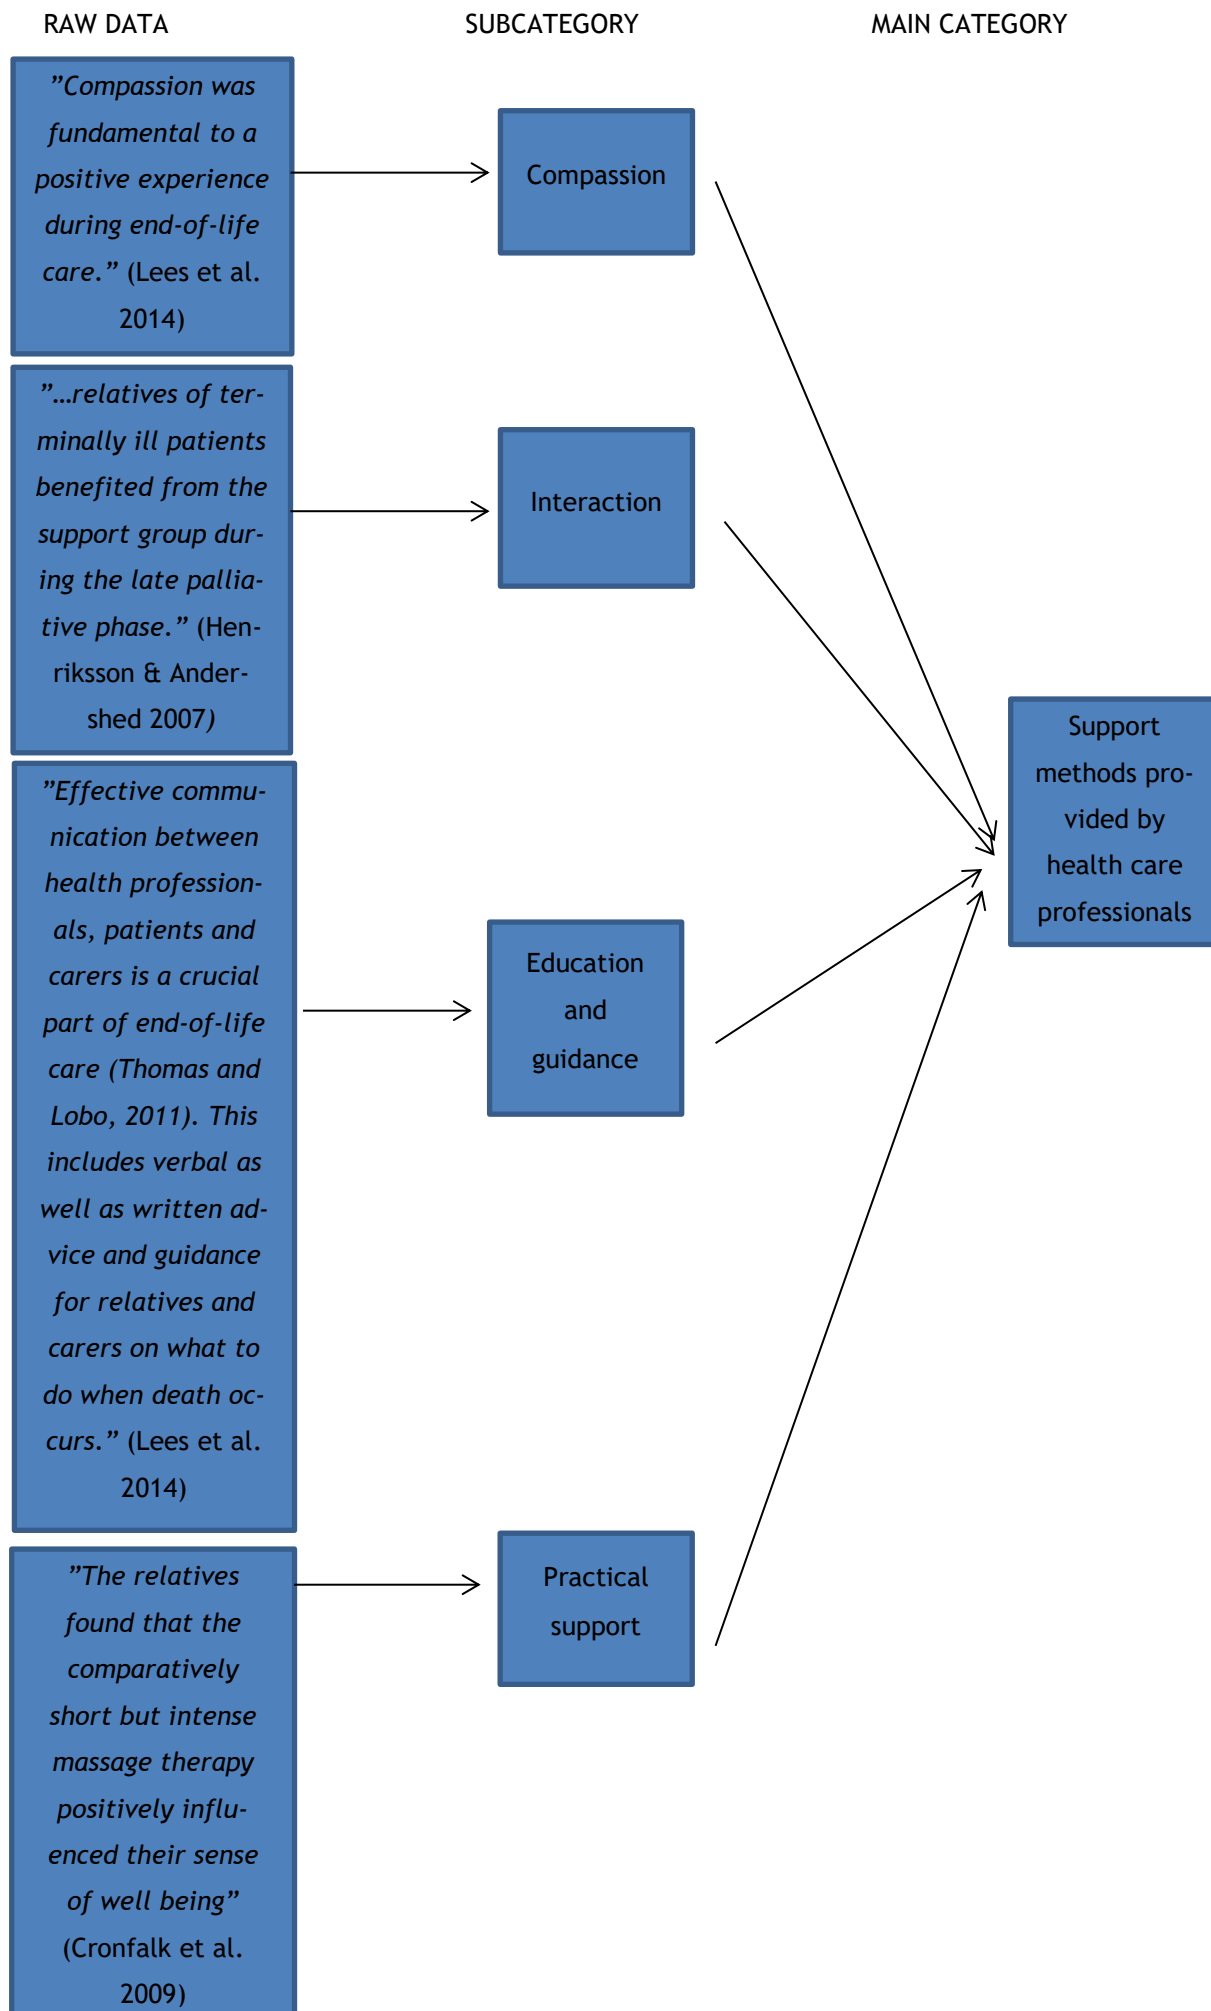 RAW DATA
SUBCATEGORY
MAIN CATEGORY
”Compassion was
fundamental to a
positive experience
during end-of-life
care.” (Lees et al.
2014)
Compassion
”…relatives of ter-
minally ill patients
benefited from the
support group dur-
ing the late pallia-
tive phase.” (Hen-
riksson & Ander-
shed 2007)
Interaction
”Effective commu-
nication between
health profession-
als, patients and
carers is a crucial
part of end-of-life
care (Thomas and
Lobo, 2011). This
includes verbal as
well as written ad-
vice and guidance
for relatives and
carers on what to
do when death oc-
curs.” (Lees et al.
2014)
Education
and
guidance
”The relatives
found that the
comparatively
short but intense
massage therapy
positively influ-
enced their sense
of well being”
(Cronfalk et al.
2009)
Practical
support
Support
methods pro-
vided by
health care
professionals